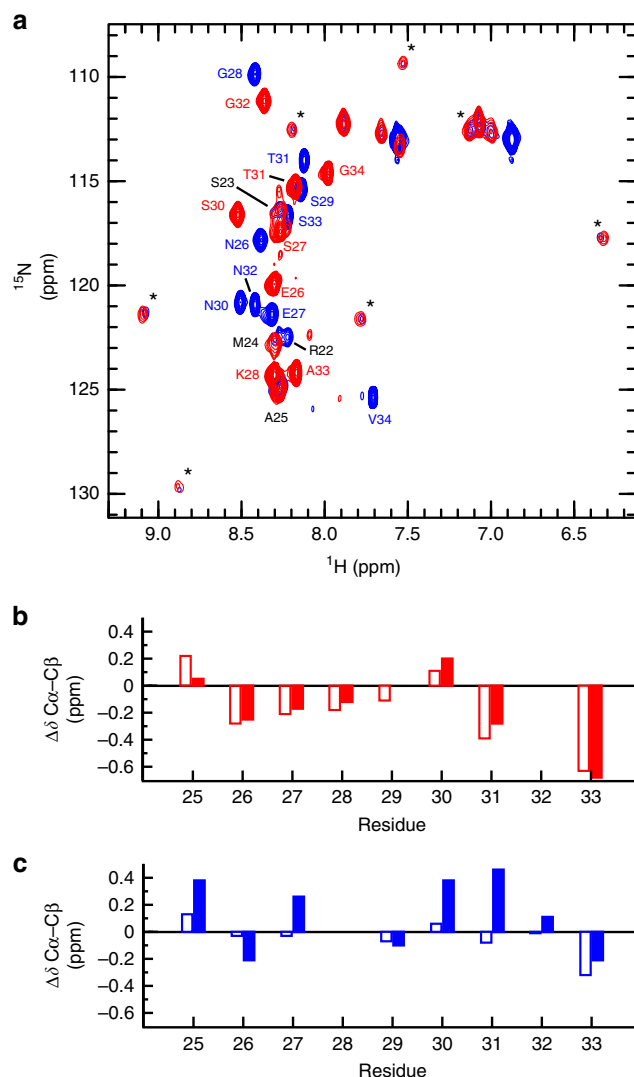 a
110
115
120
125
130
15N
(ppm)
G28
*
G32
*
*
T31
T31
G34
S23
S29
S30
S33
*
N26
S27
N32
E26
*
*
N30
E27
M24
R22
K28
A33
A25
V34
*
9.0 8.5 8.0 7.5 7.0 6.5
1H (ppm)
b
0.4
0.2
0
−0.2
−0.4
−0.6
Δδ Cα–Cβ
(ppm)
25 26 27 28 29 30 31 32 33
Residue
c
0.4
0.2
0
−0.2
−0.4
−0.6
Δδ Cα–Cβ
(ppm)
25 26 27 28 29 30 31 32 33
Residue